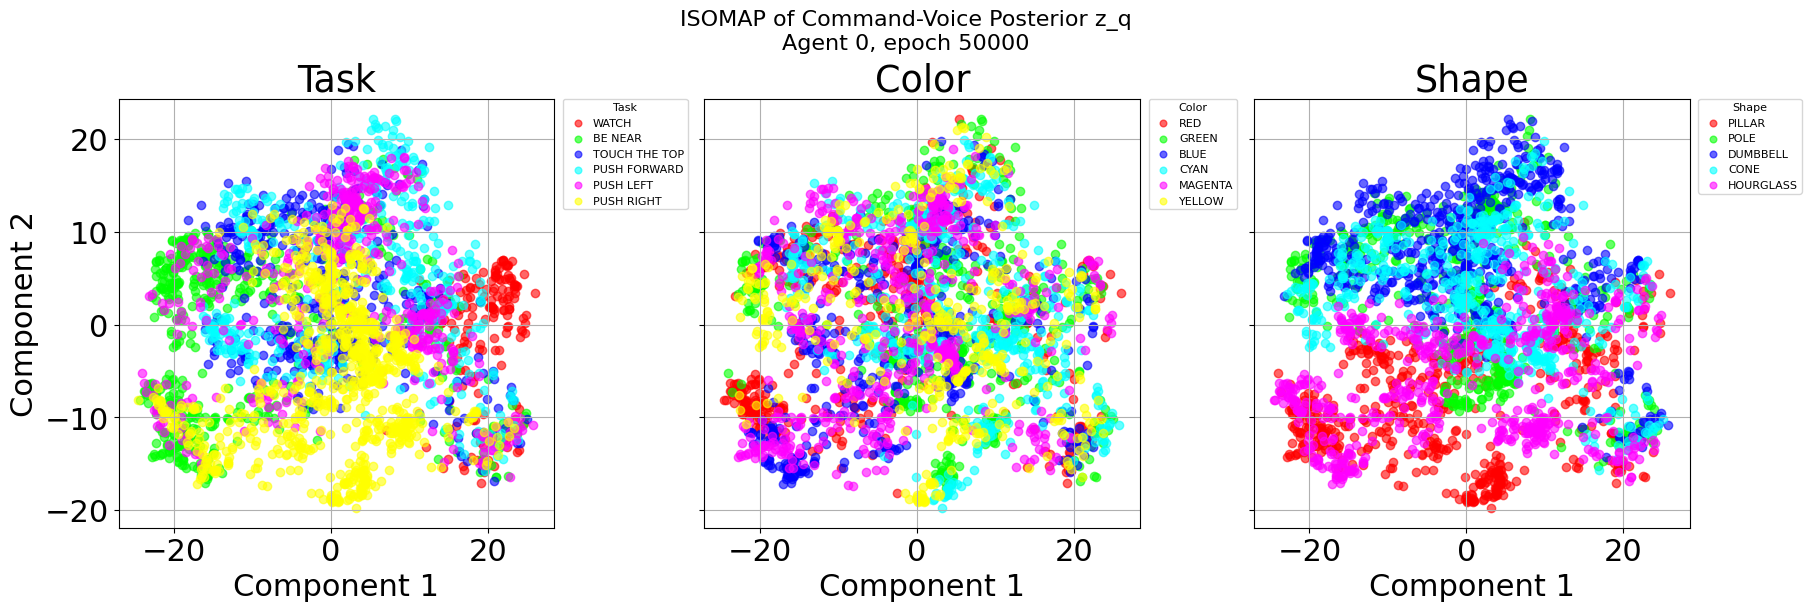 ISOMAP of Command-Voice Posterior z_q
Agent 0, epoch 50000
Task
Component 2
20
10
0
−10
−20
−20 0 20
Component 1
Task
WATCH
BE NEAR
TOUCH THE TOP
PUSH FORWARD
PUSH LEFT
PUSH RIGHT
Color
−20 0 20
Component 1
Color
RED
GREEN
BLUE
CYAN
MAGENTA
YELLOW
Shape
−20 0 20
Component 1
Shape
PILLAR
POLE
DUMBBELL
CONE
HOURGLASS